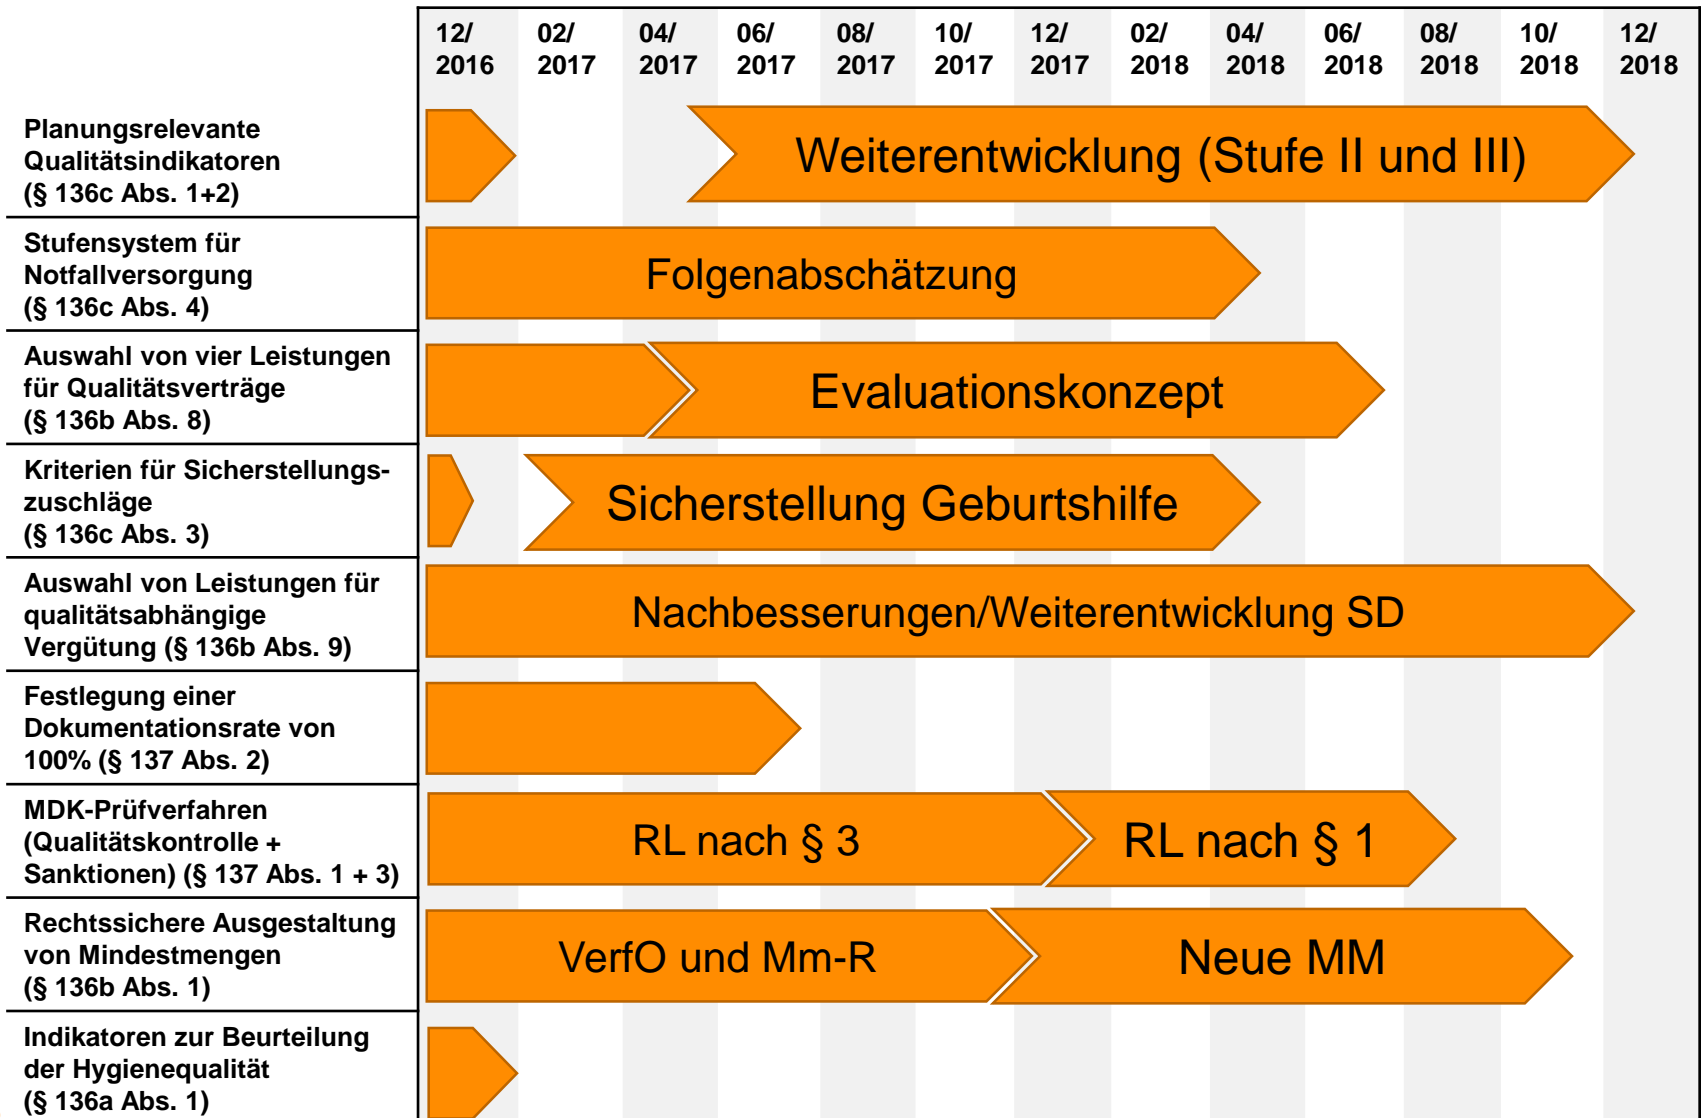 12/ 02/ 04/ 06/ 08/ 10/ 12/ 02/ 04/ 06/ 08/ 10/ 12/
2016 2017 2017 2017 2017 2017 2017 2018 2018 2018 2018 2018 2018
Planungsrelevante
Qualitätsindikatoren
(§ 136c Abs. 1+2)
Weiterentwicklung (Stufe II und III)
Stufensystem für
Notfallversorgung
(§ 136c Abs. 4)
Folgenabschätzung
Auswahl von vier Leistungen
für Qualitätsverträge
(§ 136b Abs. 8)
Evaluationskonzept
Kriterien für Sicherstellungs-
zuschläge
(§ 136c Abs. 3)
Sicherstellung Geburtshilfe
Auswahl von Leistungen für
qualitätsabhängige
Vergütung (§ 136b Abs. 9)
Nachbesserungen/Weiterentwicklung SD
Festlegung einer
Dokumentationsrate von
100% (§ 137 Abs. 2)
MDK-Prüfverfahren
(Qualitätskontrolle +
Sanktionen) (§ 137 Abs. 1 + 3)
RL nach § 3
RL nach § 1
Rechtssichere Ausgestaltung
von Mindestmengen
(§ 136b Abs. 1)
VerfO und Mm-R
Neue MM
Indikatoren zur Beurteilung
der Hygienequalität
(§ 136a Abs. 1)